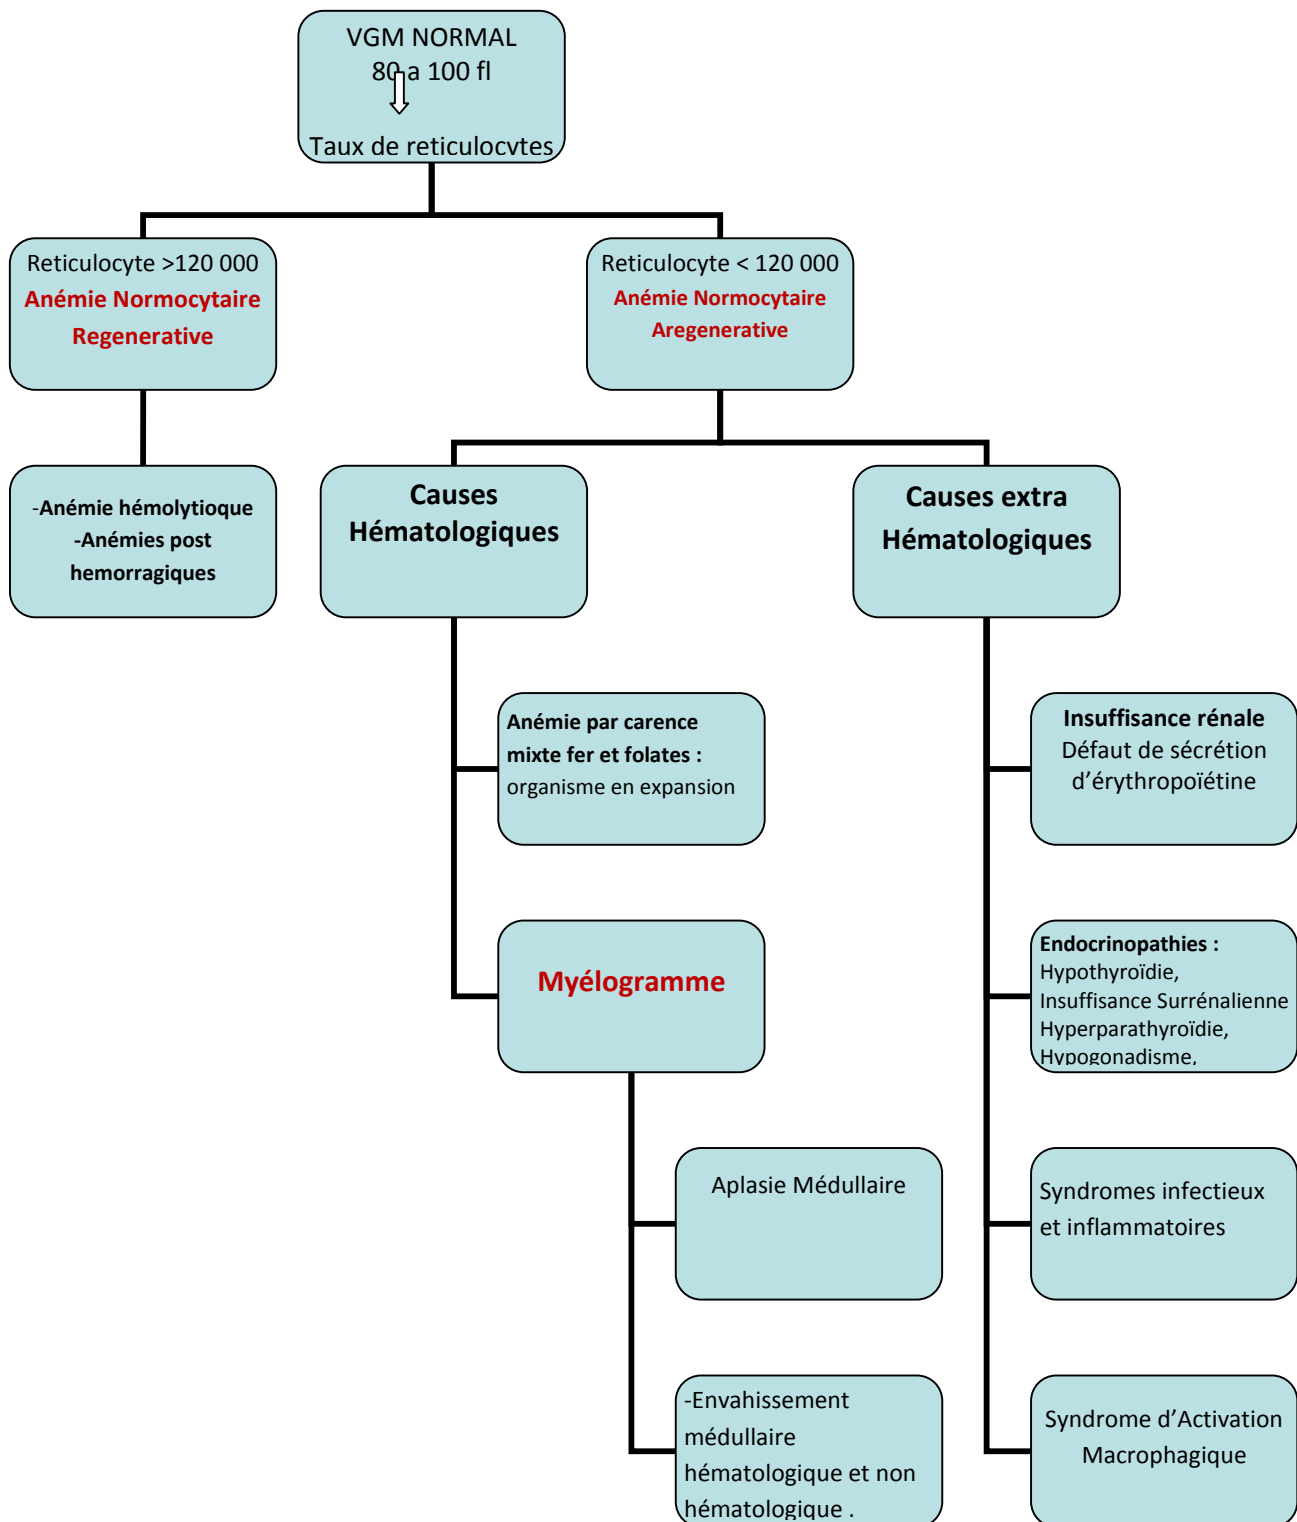 VGM NORMAL
80 a 100 fl
Taux de reticulocytes
Reticulocyte >120 000
Anémie Normocytaire
Regenerative
Reticulocyte < 120 000
Anémie Normocytaire
Aregenerative
-Anémie hémolytioque
-Anémies post
hemorragiques
Causes
Hématologiques
Causes extra
Hématologiques
Anémie par carence
mixte fer et folates :
organisme en expansion
Insuffisance rénale
Défaut de sécrétion
d’érythropoïétine
Myélogramme
Endocrinopathies :
Hypothyroïdie,
Insuffisance Surrénalienne
Hyperparathyroïdie,
Hypogonadisme,
Aplasie Médullaire
Syndromes infectieux
et inflammatoires
-Envahissement
médullaire
hématologique et non
hématologique .
Syndrome d’Activation
Macrophagique